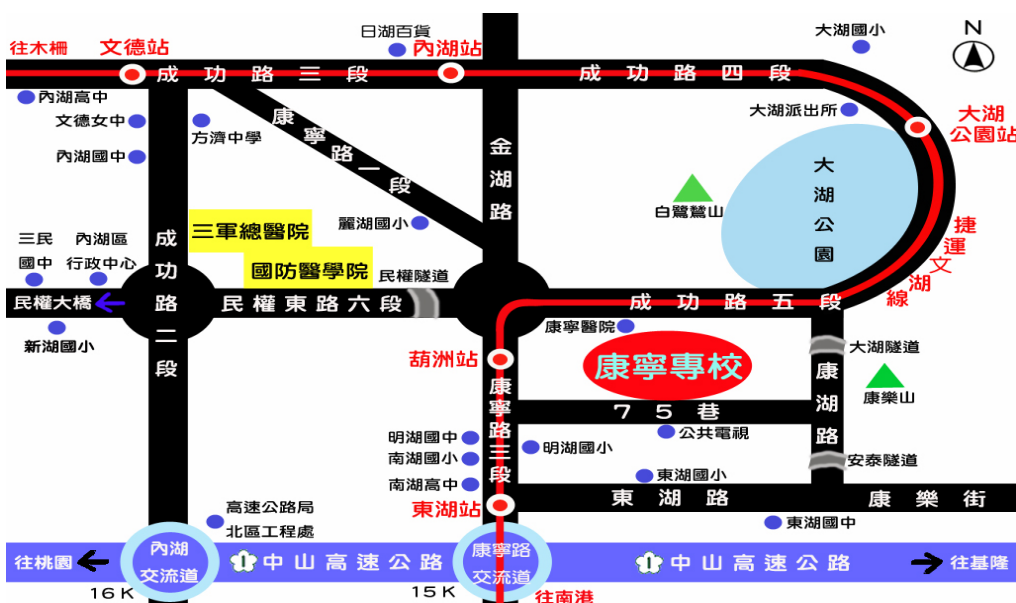 往木柵
文德站
日湖百貨
內湖站
大湖國小
N
成功路三段
成功路四段
內湖高中
文德女中
方濟中學
內湖國中
康寧路一段
金湖路
大湖派出所
大湖
公園站
大湖公園
白鷺鷥山
三軍總醫院
麗湖國小
國防醫學院
三民
國中
內湖區
行政中心
成功路二段
民權隧道
捷運文湖線
民權大橋
民權東路六段
成功路五段
新湖國小
康寧醫院
葫洲站
康寧專校
大湖隧道
康湖路
康樂山
康寧路三段
75巷
明湖國中
明湖國小
公共電視
南湖國小
安泰隧道
南湖高中
東湖國小
東湖站
東湖路
康樂街
高速公路局
北區工程處
東湖國中
往桃園
內湖
交流道
1
中山高速公路
康寧路
交流道
1
中山高速公路
往基隆
16K
15K
往南港